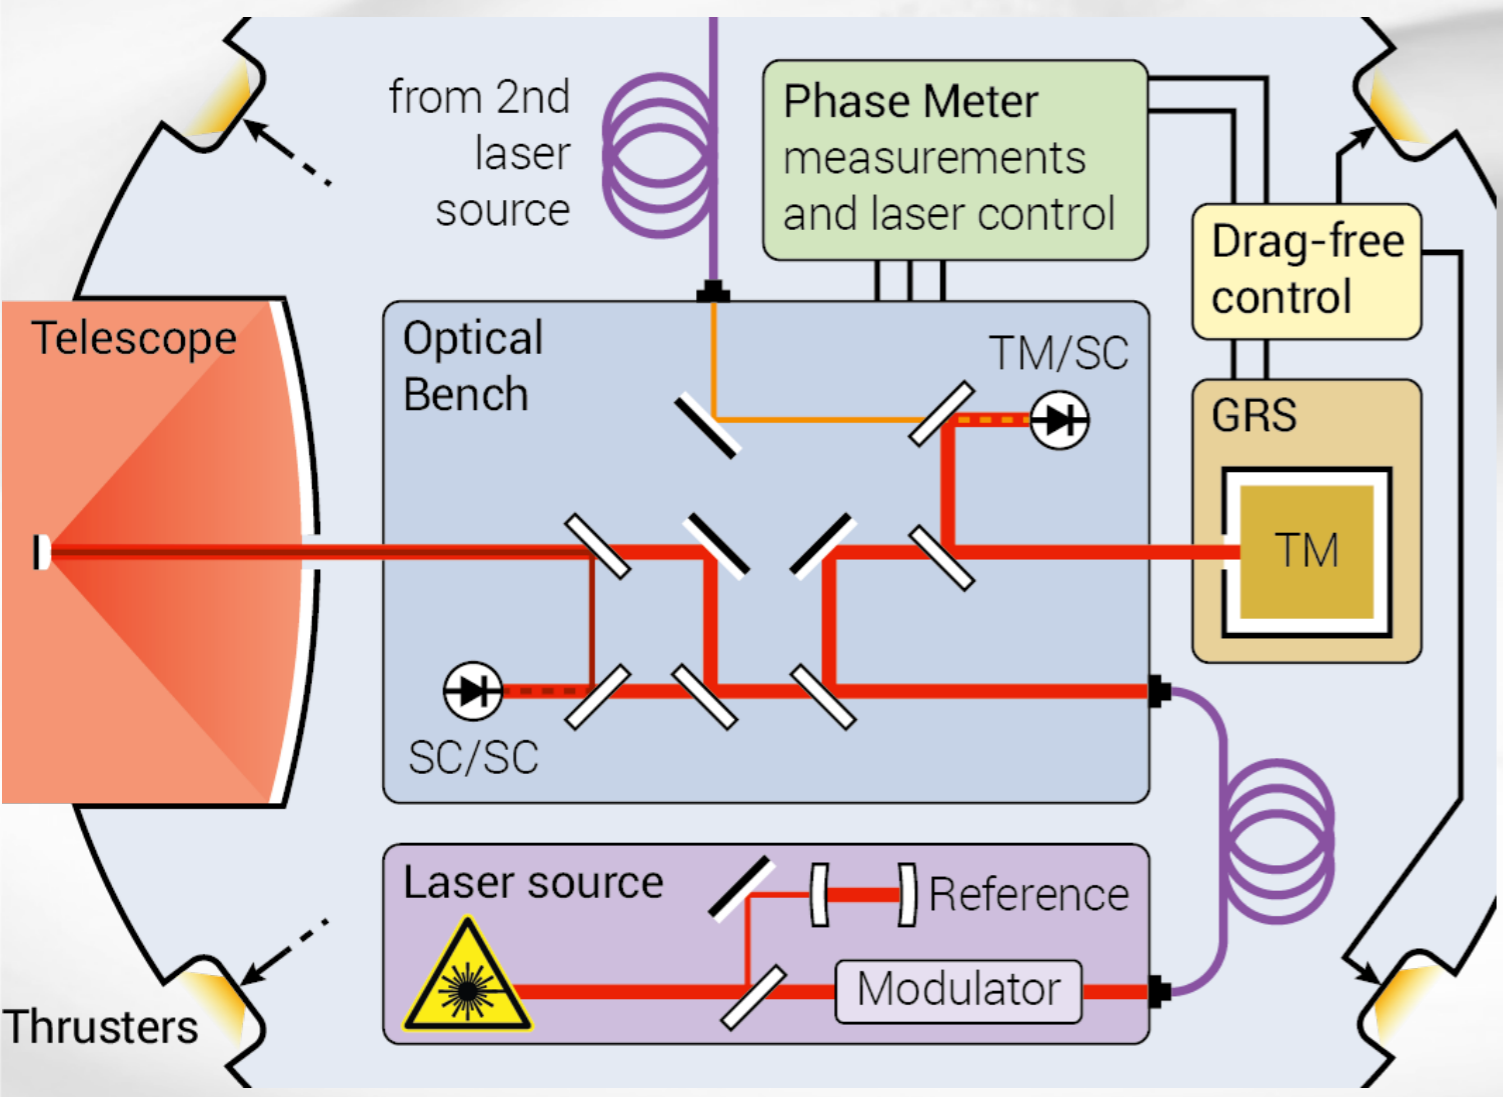 from 2nd
laser
source
Phase Meter
measurements
and laser control
Drag-free
control
Telescope
Optical
Bench
TM/SC
GRS
TM
SC/SC
Laser source
Reference
Modulator
Thrusters